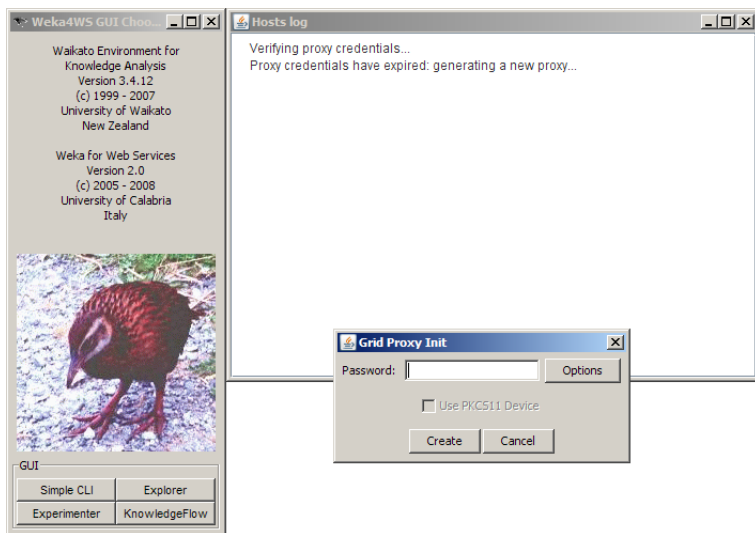 Weka4WS GUI Choo...
Waikato Environment for
Knowledge Analysis
Version 3.4.12
(c) 1999 - 2007
University of Waikato
New Zealand
Weka for Web Services
Version 2.0
(c) 2005 - 2008
University of Calabria
Italy
GUI
Simple CLI
Explorer
Experimenter
KnowledgeFlow
Hosts log
Verifying proxy credentials...
Proxy credentials have expired: generating a new proxy...
Grid Proxy Init
Password:
Options
Use PKCS11 Device
Create
Cancel